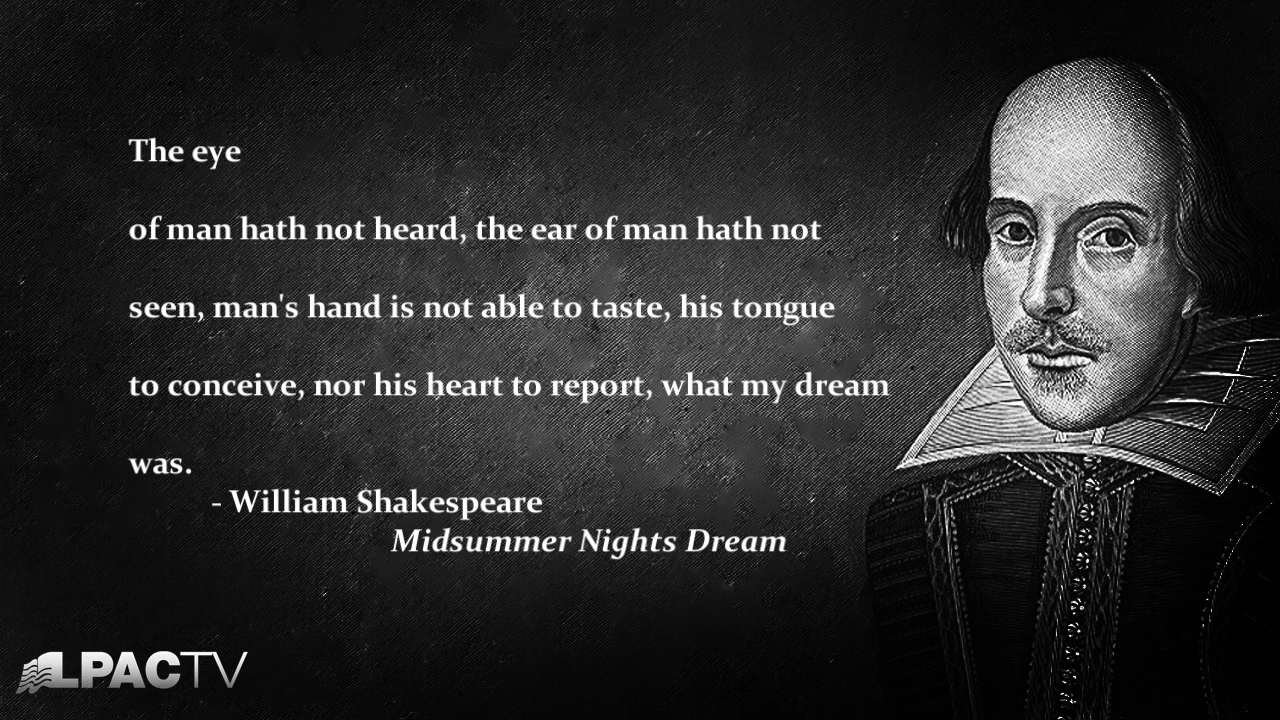 The eye
of man hath not heard, the ear of man hath not
seen, man's hand is not able to taste, his tongue
to conceive, nor his heart to report, what my dream
was.
- William Shakespeare
Midsummer Nights Dream
LPACTV